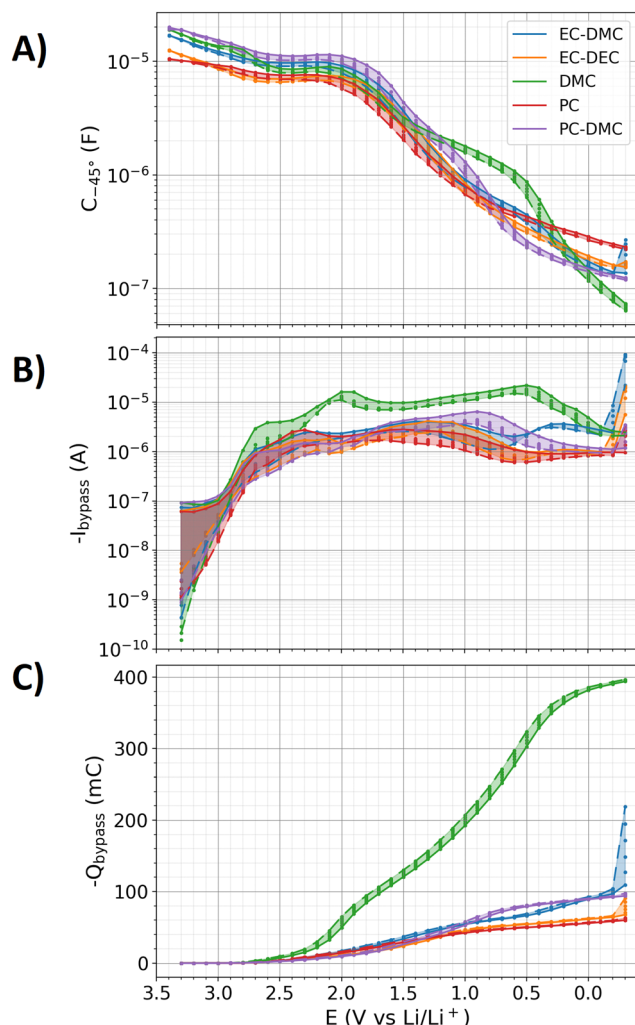 A)
C₋₄₅° (F)
10⁻⁵
10⁻⁶
10⁻⁷
EC-DMC
EC-DEC
DMC
PC
PC-DMC
B)
-I_bypass (A)
10⁻⁴
10⁻⁵
10⁻⁶
10⁻⁷
10⁻⁸
10⁻⁹
10⁻¹⁰
C)
-Q_bypass (mC)
400
300
200
100
0
3.5 3.0 2.5 2.0 1.5 1.0 0.5 0.0
E (V vs Li/Li⁺)